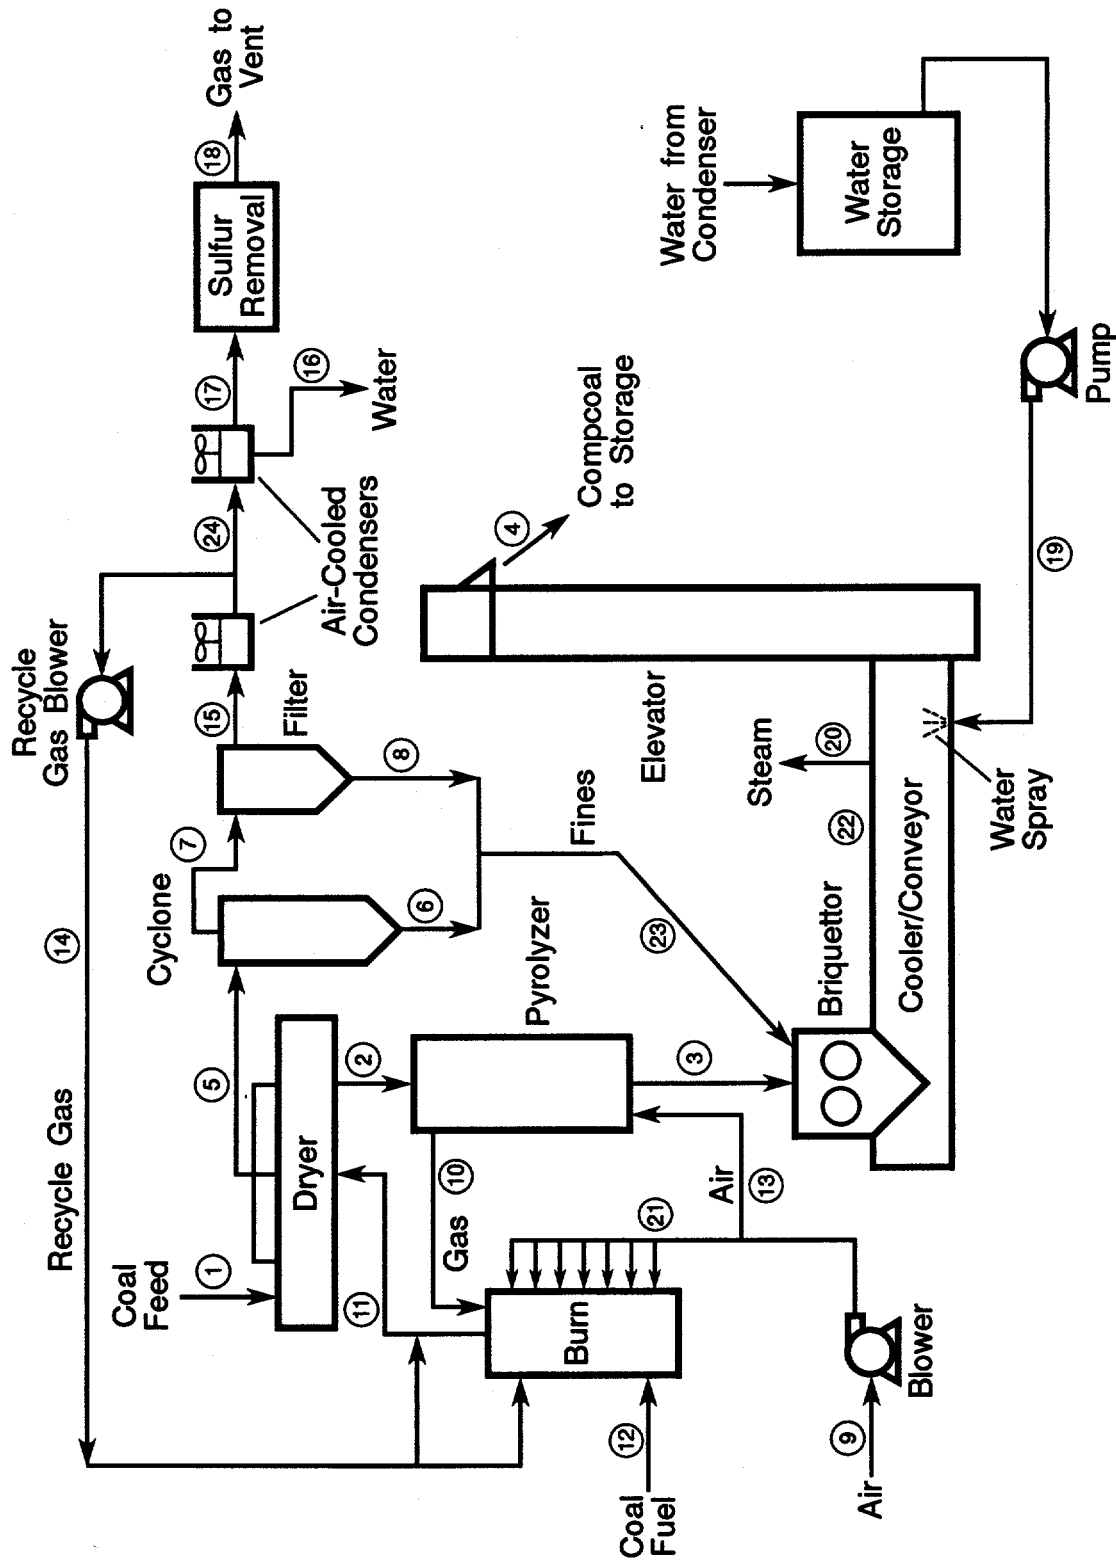 Recycle
Gas Blower
Recycle Gas
14
Coal
Feed
1
5
Cyclone
7
Filter
15
24
17
Sulfur
Removal
18
Gas to
Vent
16
Water
Air-Cooled
Condensers
Dryer
11
2
6
8
Fines
23
Gas
10
Pyrolyzer
3
Burn
21
Air
13
Coal
Fuel
12
Air
9
Blower
Briquettor
Cooler/Conveyor
22
Steam
20
Elevator
4
Compcoal
to Storage
Water
Spray
19
Pump
Water from
Condenser
Water
Storage